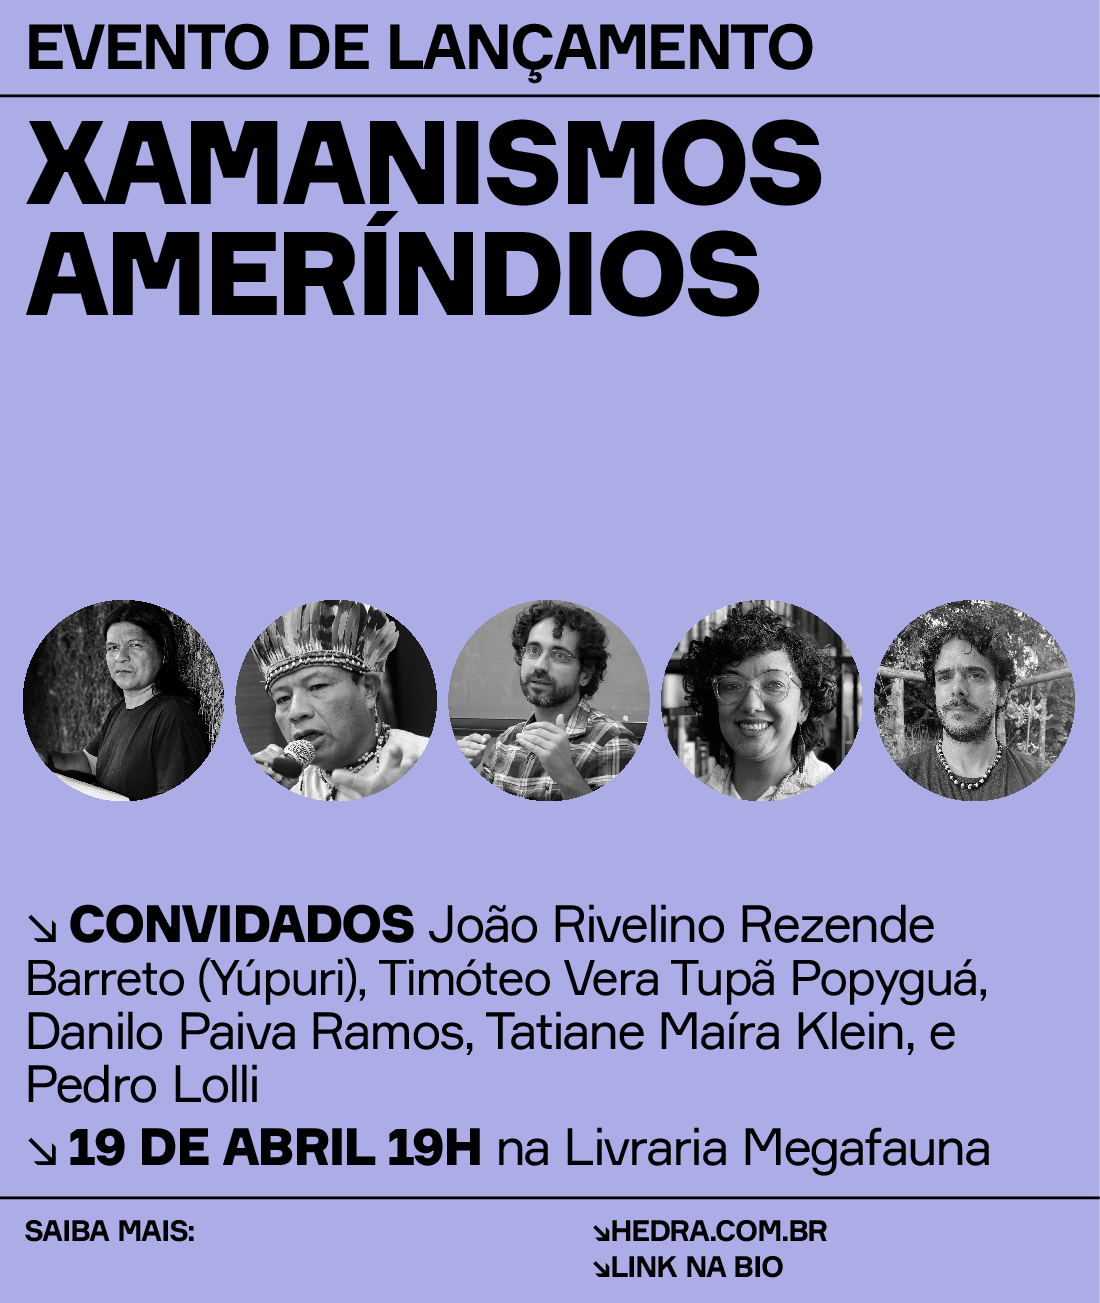 EVENTO DE LANÇAMENTO
XAMANISMOS
AMERÍNDIOS
↘ CONVIDADOS João Rivelino Rezende
Barreto (Yúpuri), Timóteo Vera Tupã Popyguá,
Danilo Paiva Ramos, Tatiane Maíra Klein, e
Pedro Lolli
↘ 19 DE ABRIL 19H na Livraria Megafauna
SAIBA MAIS:
↘HEDRA.COM.BR
↘LINK NA BIO